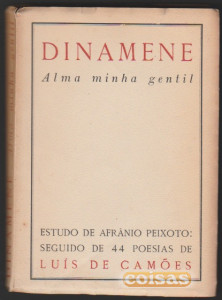 DINAMENE
Alma minha gentil
ESTUDO DE AFRÂNIO PEIXOTO:
SEGUIDO DE 44 POESIAS DE
LUÍS DE CAMÕES
coisas